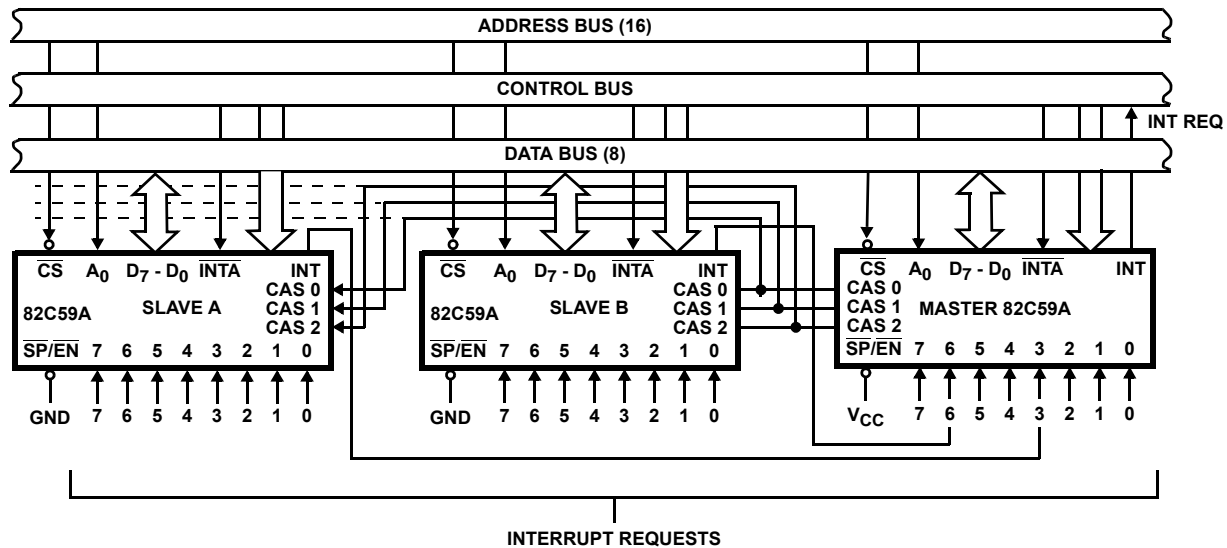 ADDRESS BUS (16)
CONTROL BUS
INT REQ
DATA BUS (8)
CS A0 D7 - D0 INTA INT
CAS 0
82C59A SLAVE A CAS 1
CAS 2
SP/EN 7 6 5 4 3 2 1 0
GND 7 6 5 4 3 2 1 0
CS A0 D7 - D0 INTA INT
CAS 0
82C59A SLAVE B CAS 1
CAS 2
SP/EN 7 6 5 4 3 2 1 0
GND 7 6 5 4 3 2 1 0
CS A0 D7 - D0 INTA INT
CAS 0
CAS 1 MASTER 82C59A
CAS 2
SP/EN 7 6 5 4 3 2 1 0
VCC 7 6 5 4 3 2 1 0
INTERRUPT REQUESTS